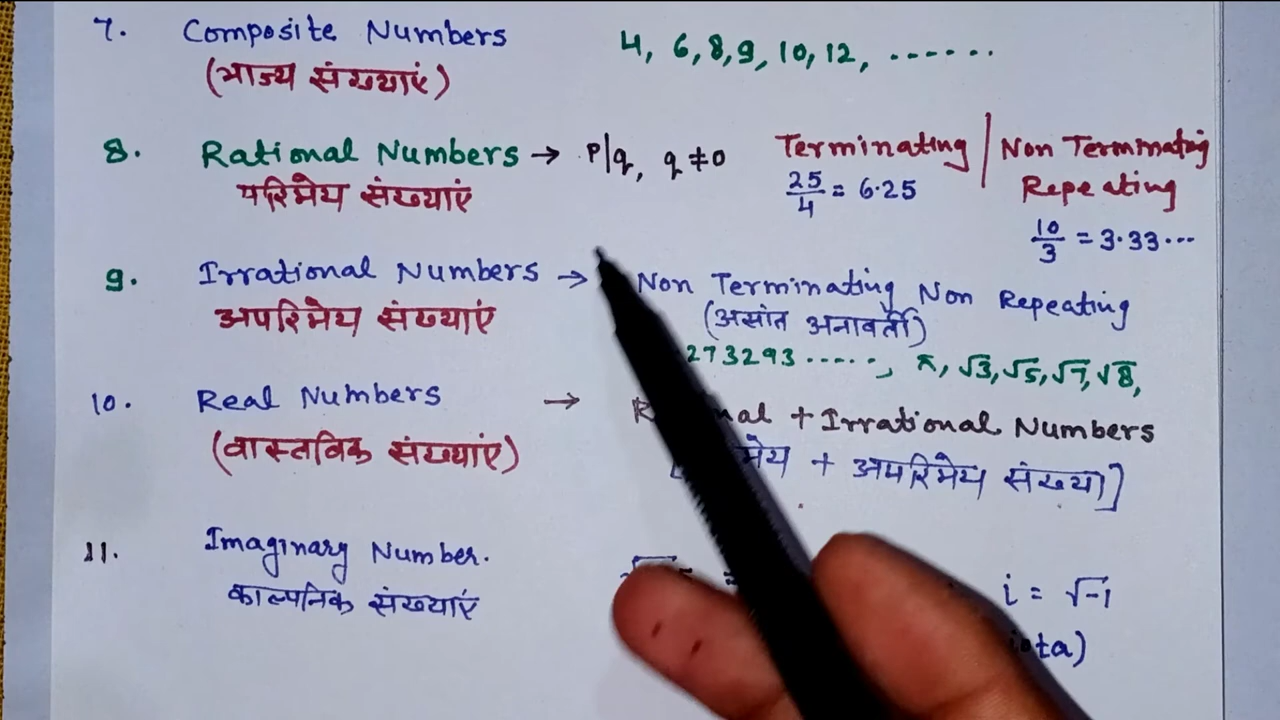 7. Composite Numbers 4, 6, 8, 9, 10, 12, ......
(भाज्य संख्याएं)
8. Rational Numbers → p/q, q ≠ 0 Terminating | Non Terminating Repeating
परिमेय संख्याएं 25/4 = 6.25 10/3 = 3.33...
9. Irrational Numbers → Non Terminating Non Repeating
अपरिमेय संख्याएं (असांत अनावर्ती)
273293 ......, π, √3, √5, √7, √8,
10. Real Numbers → + Irrational Numbers
(वास्तविक संख्याएं) + अपरिमेय संख्या]
11. Imaginary Number. i = √-1
काल्पनिक संख्याएं